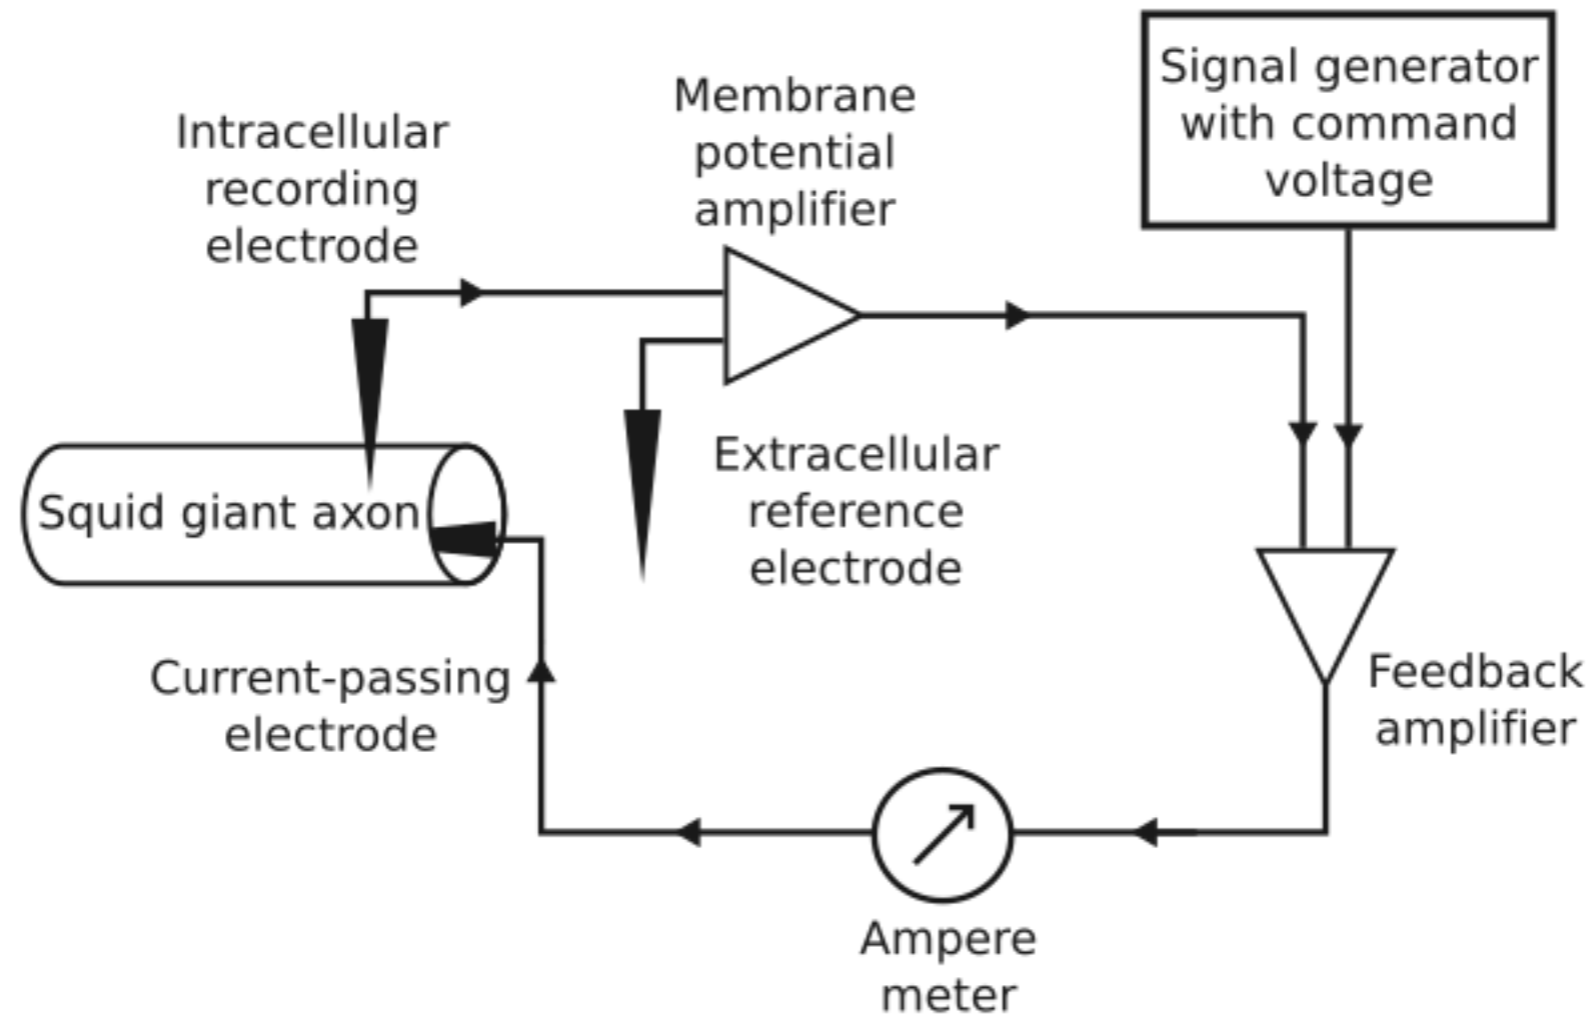 Signal generator
with command
voltage
Membrane
potential
amplifier
Intracellular
recording
electrode
Extracellular
reference
electrode
Squid giant axon
Current-passing
electrode
Feedback
amplifier
Ampere
meter